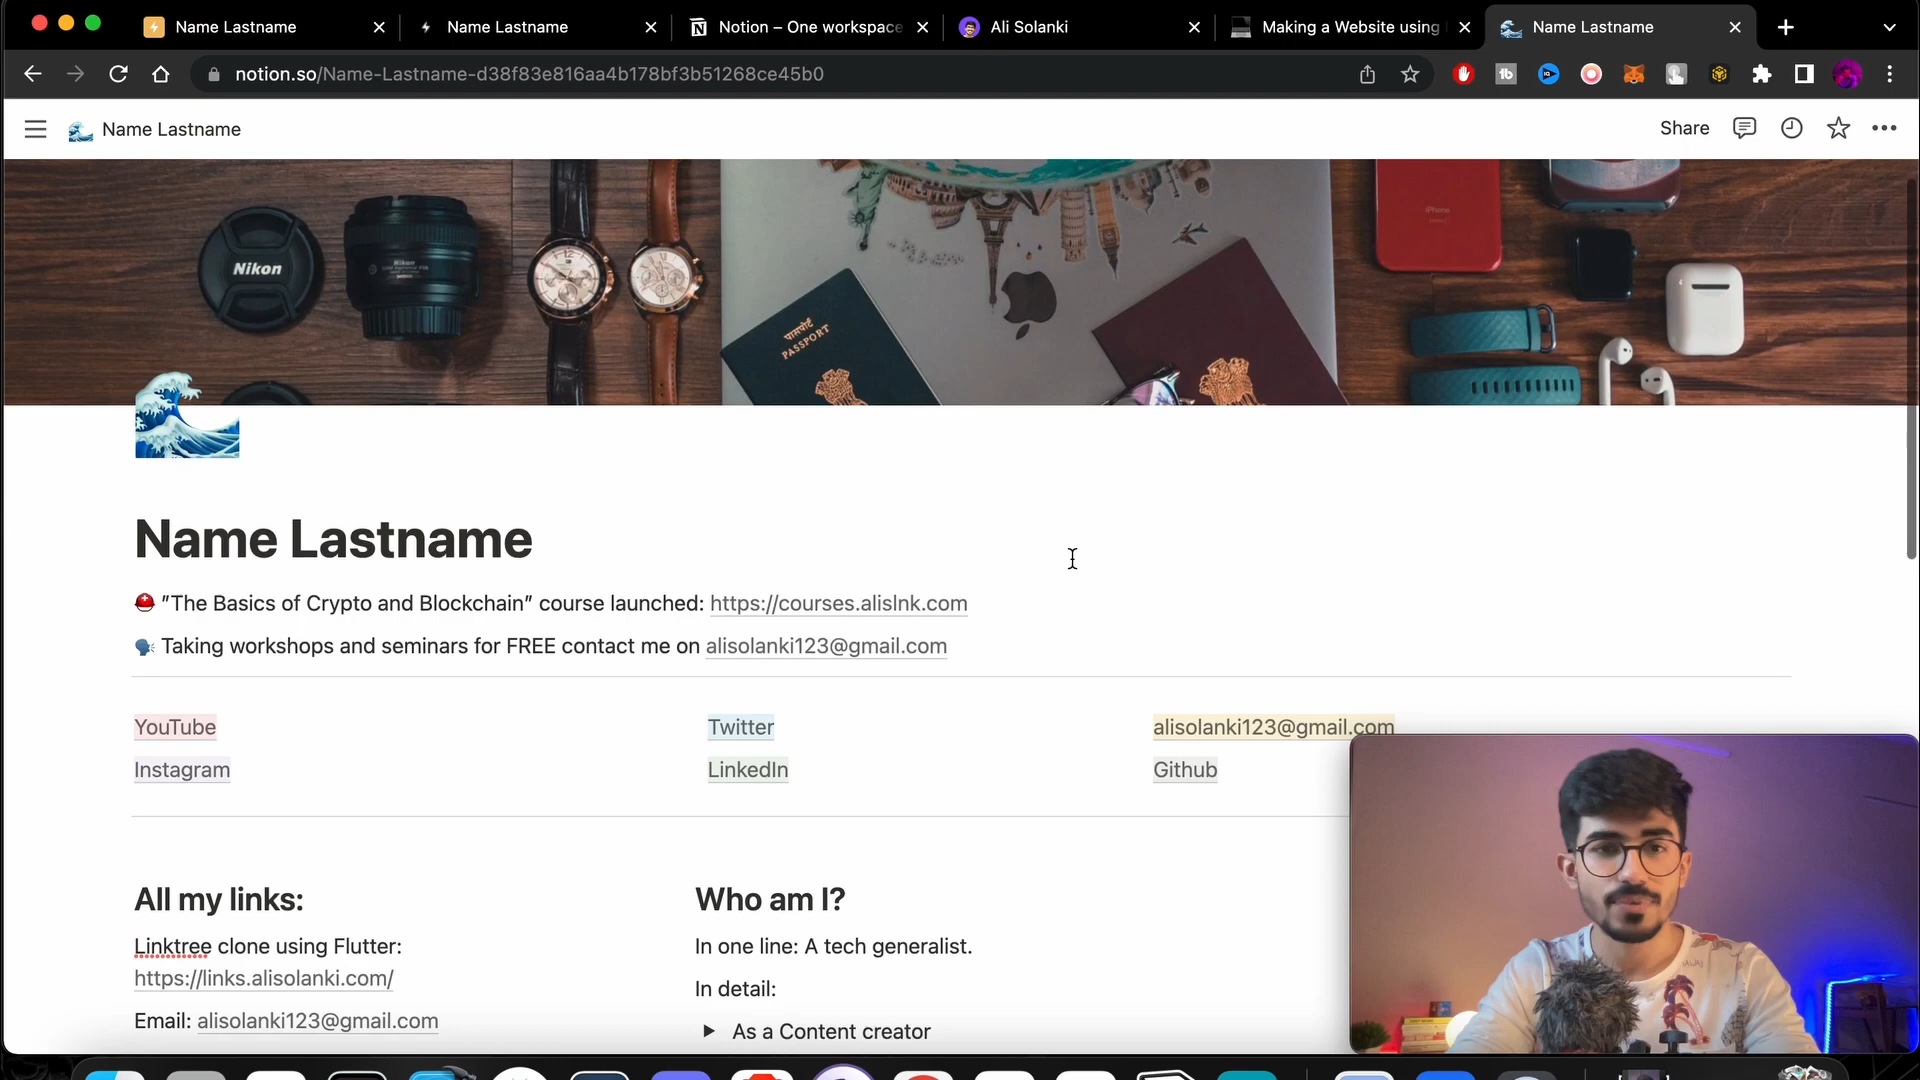 Name Lastname
Name Lastname
Notion – One workspace
Ali Solanki
Making a Website using
Name Lastname
notion.so/Name-Lastname-d38f83e816aa4b178bf3b51268ce45b0
Name Lastname
Share
Nikon
पासपोर्ट
PASSPORT
iPhone
Name Lastname
"The Basics of Crypto and Blockchain" course launched: https://courses.alislnk.com
Taking workshops and seminars for FREE contact me on alisolanki123@gmail.com
YouTube
Twitter
alisolanki123@gmail.com
Instagram
LinkedIn
Github
All my links:
Who am I?
Linktree clone using Flutter:
https://links.alisolanki.com/
Email: alisolanki123@gmail.com
In one line: A tech generalist.
In detail:
As a Content creator